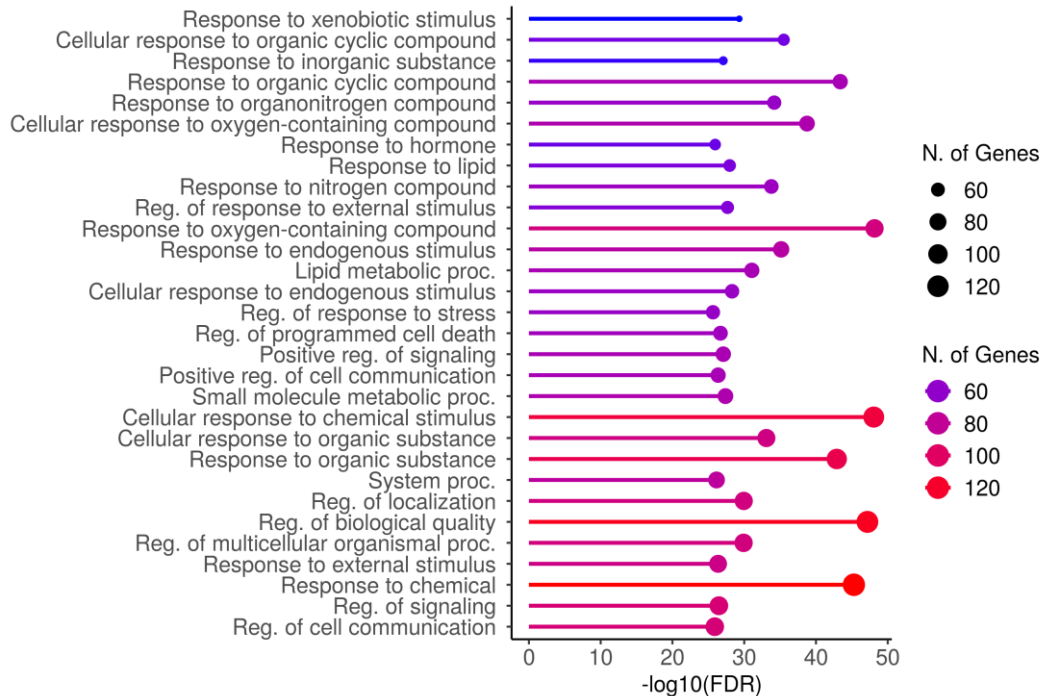 Response to xenobiotic stimulus
Cellular response to organic cyclic compound
Response to inorganic substance
Response to organic cyclic compound
Response to organonitrogen compound
Cellular response to oxygen-containing compound
Response to hormone
Response to lipid
Response to nitrogen compound
Reg. of response to external stimulus
Response to oxygen-containing compound
Response to endogenous stimulus
Lipid metabolic proc.
Cellular response to endogenous stimulus
Reg. of response to stress
Reg. of programmed cell death
Positive reg. of signaling
Positive reg. of cell communication
Small molecule metabolic proc.
Cellular response to chemical stimulus
Cellular response to organic substance
Response to organic substance
System proc.
Reg. of localization
Reg. of biological quality
Reg. of multicellular organismal proc.
Response to external stimulus
Response to chemical
Reg. of signaling
Reg. of cell communication
0 10 20 30 40 50
-log10(FDR)
N. of Genes
60
80
100
120
N. of Genes
60
80
100
120